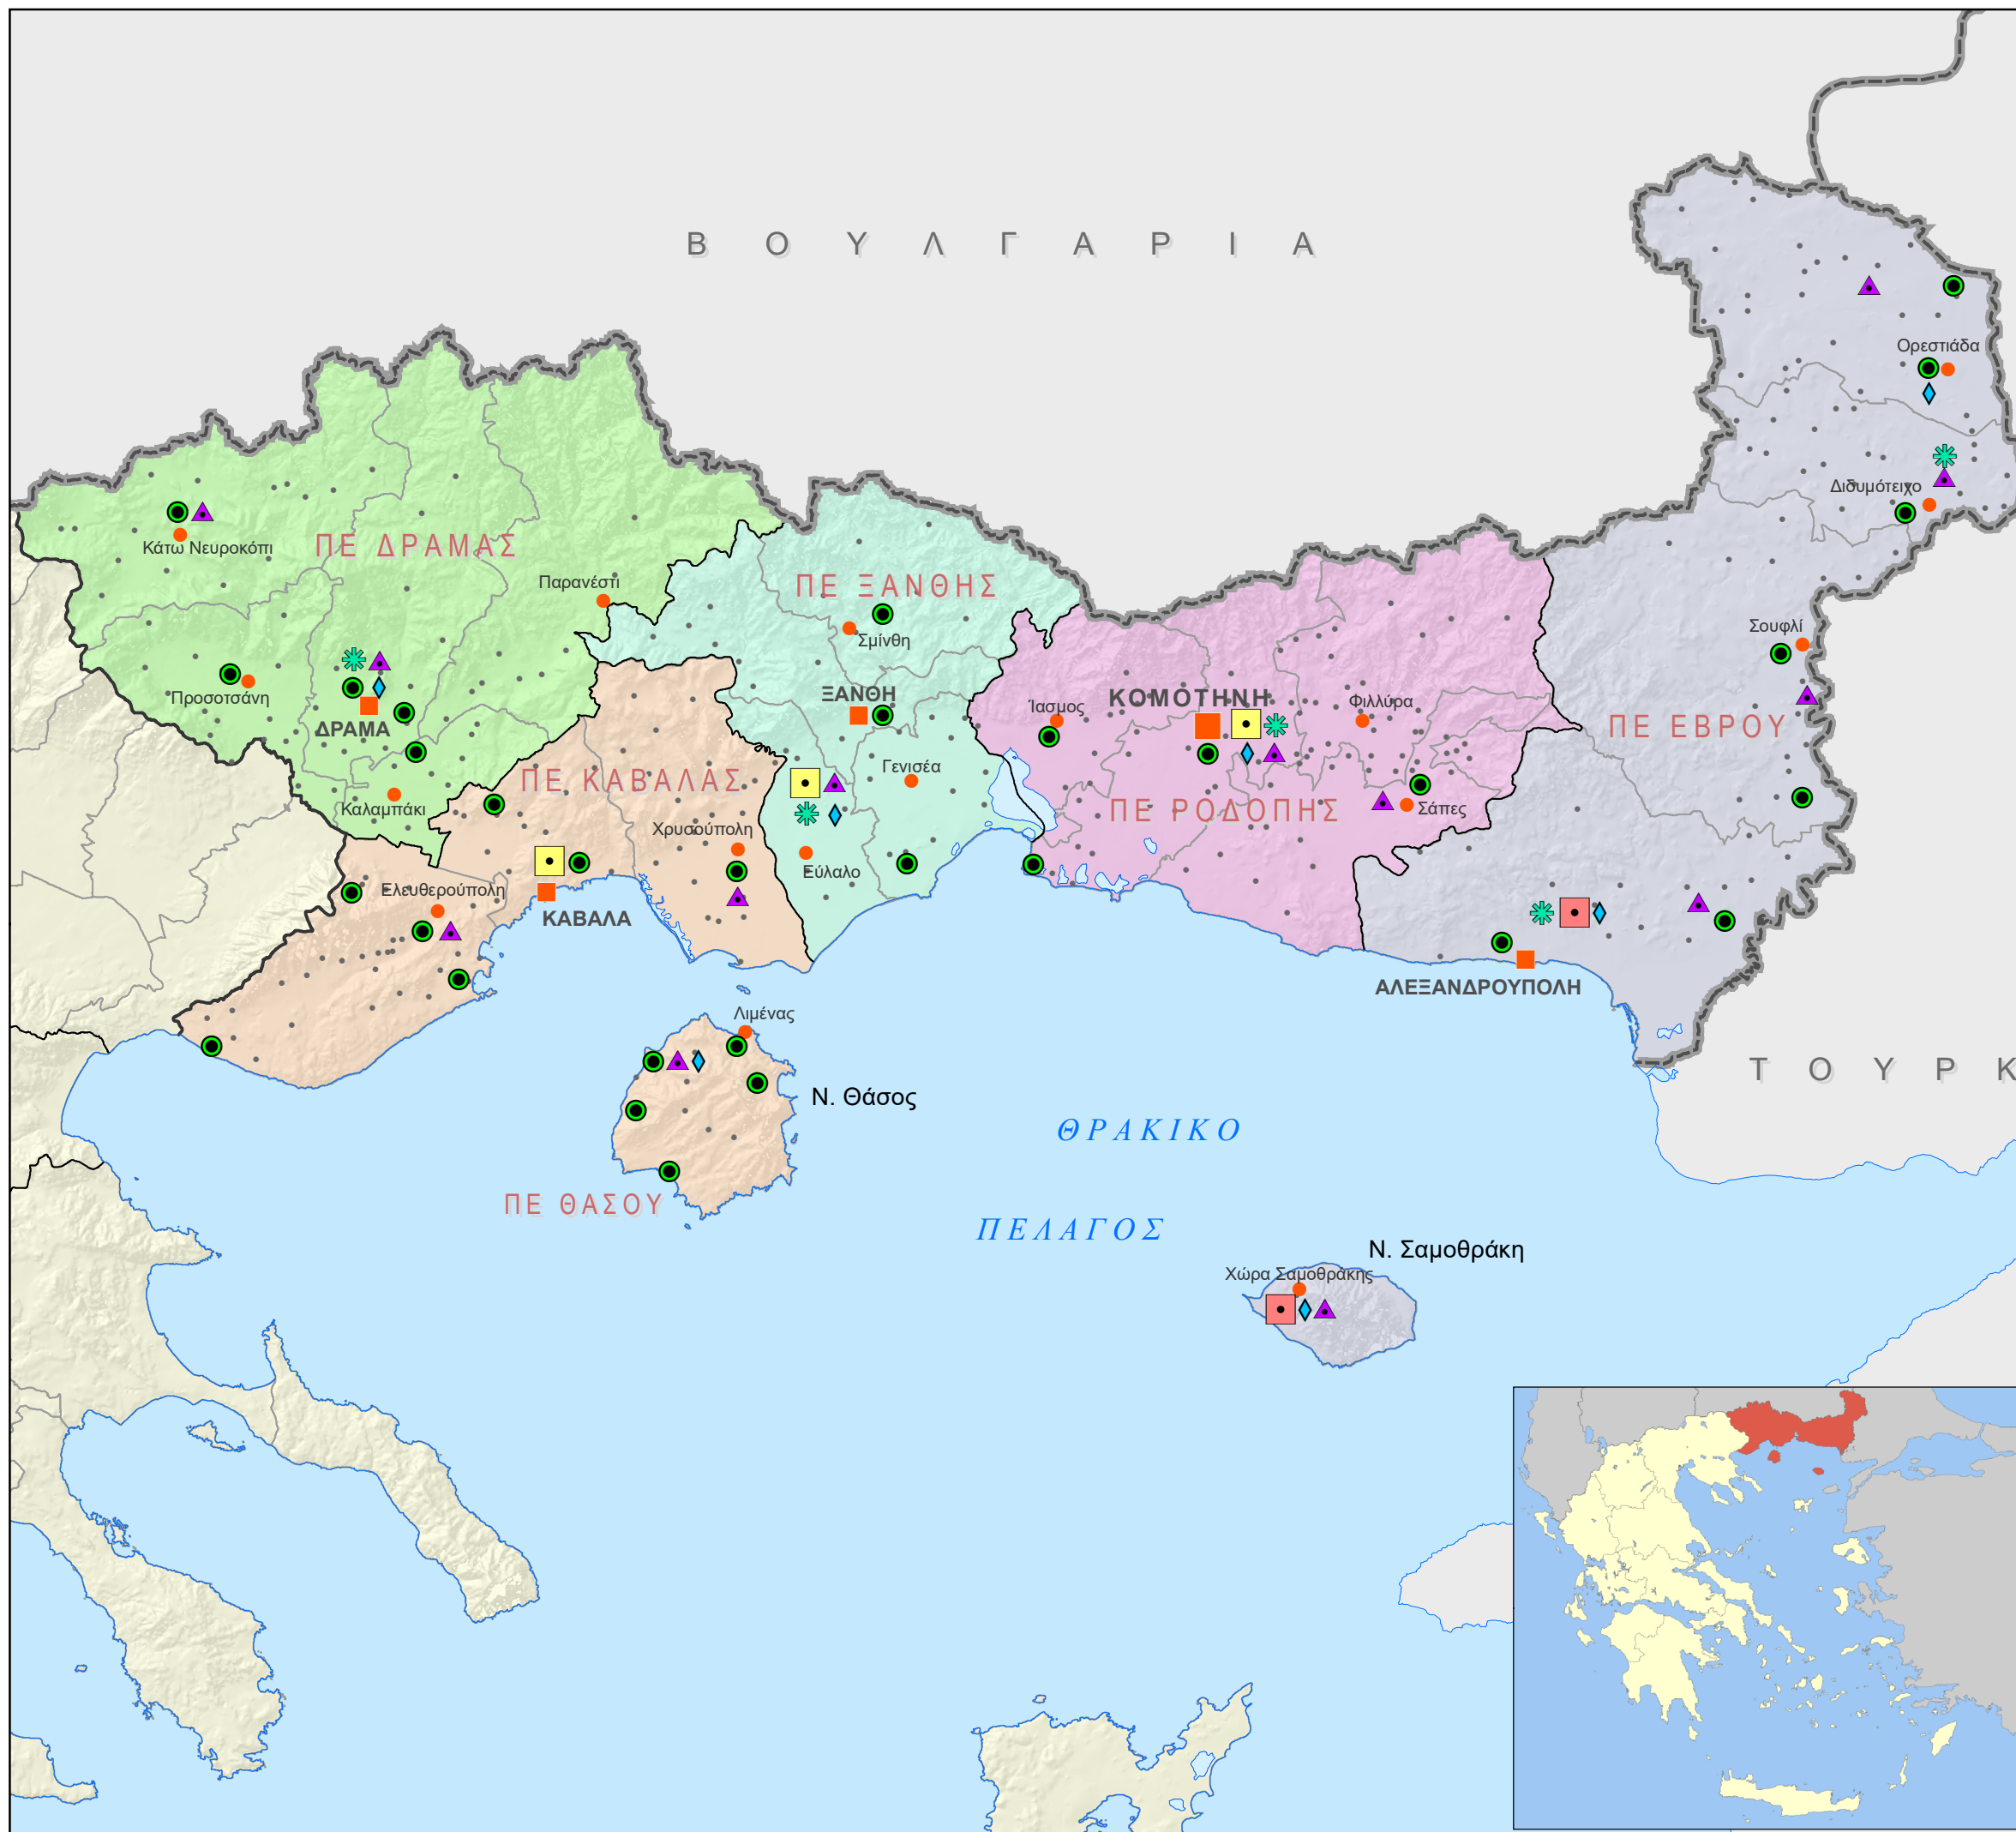 ΒΟΥΛΓΑΡΙΑ
Ορεστιάδα
Διδυμότειχο
Κάτω Νευροκόπι
ΠΕ ΔΡΑΜΑΣ
Παρανέστι
ΠΕ ΞΑΝΘΗΣ
Σμίνθη
Σουφλί
Προσοτσάνη
ΔΡΑΜΑ
ΞΑΝΘΗ
Ίασμος
ΚΟΜΟΤΗΝΗ
Φιλλύρα
ΠΕ ΕΒΡΟΥ
Καλαμπάκι
ΠΕ ΚΑΒΑΛΑΣ
Γενισέα
ΠΕ ΡΟΔΟΠΗΣ
Σάπες
Χρυσούπολη
Εύλαλο
Ελευθερούπολη
ΚΑΒΑΛΑ
ΑΛΕΞΑΝΔΡΟΥΠΟΛΗ
Λιμένας
ΤΟΥΡΚ
Ν. Θάσος
ΘΡΑΚΙΚΟ
ΠΕ ΘΑΣΟΥ
ΠΕΛΑΓΟΣ
Ν. Σαμοθράκη
Χώρα Σαμοθράκης